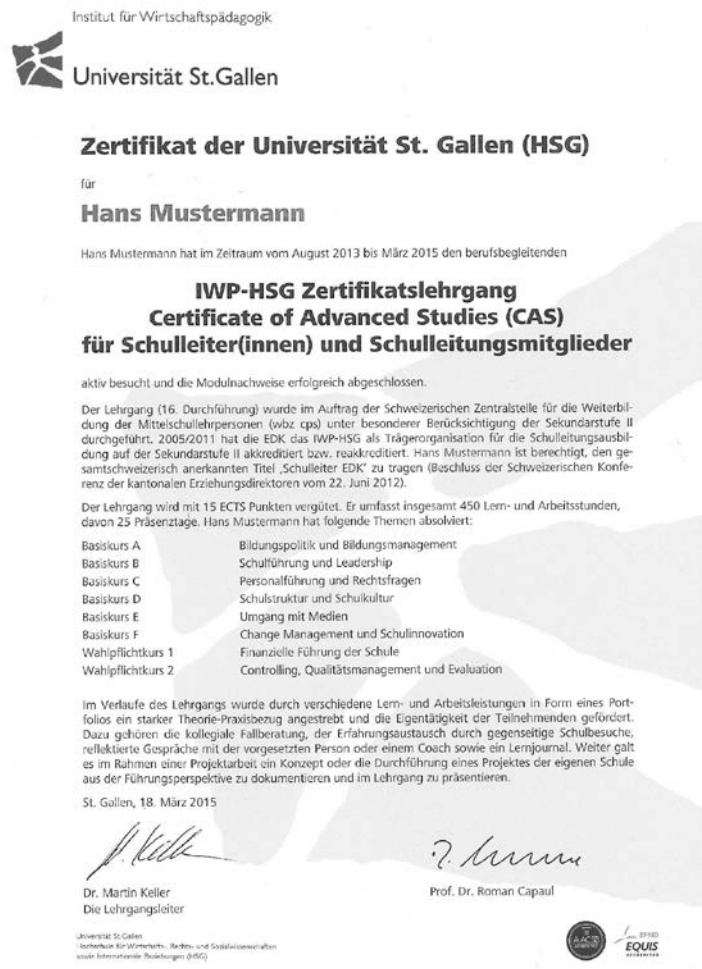 Institut für Wirtschaftspädagogik
Universität St.Gallen
Zertifikat der Universität St. Gallen (HSG)
für
Hans Mustermann
Hans Mustermann hat im Zeitraum vom August 2013 bis März 2015 den berufsbegleitenden
IWP-HSG Zertifikatslehrgang
Certificate of Advanced Studies (CAS)
für Schulleiter(innen) und Schulleitungsmitglieder
aktiv besucht und die Modulnachweise erfolgreich abgeschlossen.
Der Lehrgang (16. Durchführung) wurde im Auftrag der Schweizerischen Zentralstelle für die Weiterbil-
dung der Mittelschullehrpersonen (wbz cps) unter besonderer Berücksichtigung der Sekundarstufe II
durchgeführt. 2005/2011 hat die EDK das IWP-HSG als Trägerorganisation für die Schulleitungsausbil-
dung auf der Sekundarstufe II akkreditiert bzw. reakkreditiert. Hans Mustermann ist berechtigt, den ge-
samtschweizerisch anerkannten Titel ‚Schulleiter EDK' zu tragen (Beschluss der Schweizerischen Konfe-
renz der kantonalen Erziehungsdirektoren vom 22. Juni 2012).
Der Lehrgang wird mit 15 ECTS Punkten vergütet. Er umfasst insgesamt 450 Lern- und Arbeitsstunden,
davon 25 Präsenztage. Hans Mustermann hat folgende Themen absolviert:
Basiskurs A Bildungspolitik und Bildungsmanagement
Basiskurs B Schulführung und Leadership
Basiskurs C Personalführung und Rechtsfragen
Basiskurs D Schulstruktur und Schulkultur
Basiskurs E Umgang mit Medien
Basiskurs F Change Management und Schulinnovation
Wahlpflichtkurs 1 Finanzielle Führung der Schule
Wahlpflichtkurs 2 Controlling, Qualitätsmanagement und Evaluation
Im Verlaufe des Lehrgangs wurde durch verschiedene Lern- und Arbeitsleistungen in Form eines Port-
folios ein starker Theorie-Praxisbezug angestrebt und die Eigentätigkeit der Teilnehmenden gefördert.
Dazu gehören die kollegiale Fallberatung, der Erfahrungsaustausch durch gegenseitige Schulbesuche,
reflektierte Gespräche mit der vorgesetzten Person oder einem Coach sowie ein Lernjournal. Weiter galt
es im Rahmen einer Projektarbeit ein Konzept oder die Durchführung eines Projektes der eigenen Schule
aus der Führungsperspektive zu dokumentieren und im Lehrgang zu präsentieren.
St. Gallen, 18. März 2015
Dr. Martin Keller
Die Lehrgangsleiter
Prof. Dr. Roman Capaul
Universität St.Gallen
Hochschule für Wirtschafts-, Rechts- und Sozialwissenschaften
sowie Internationale Beziehungen (HSG)
AACSB
EFMD
EQUIS
ACCREDITED